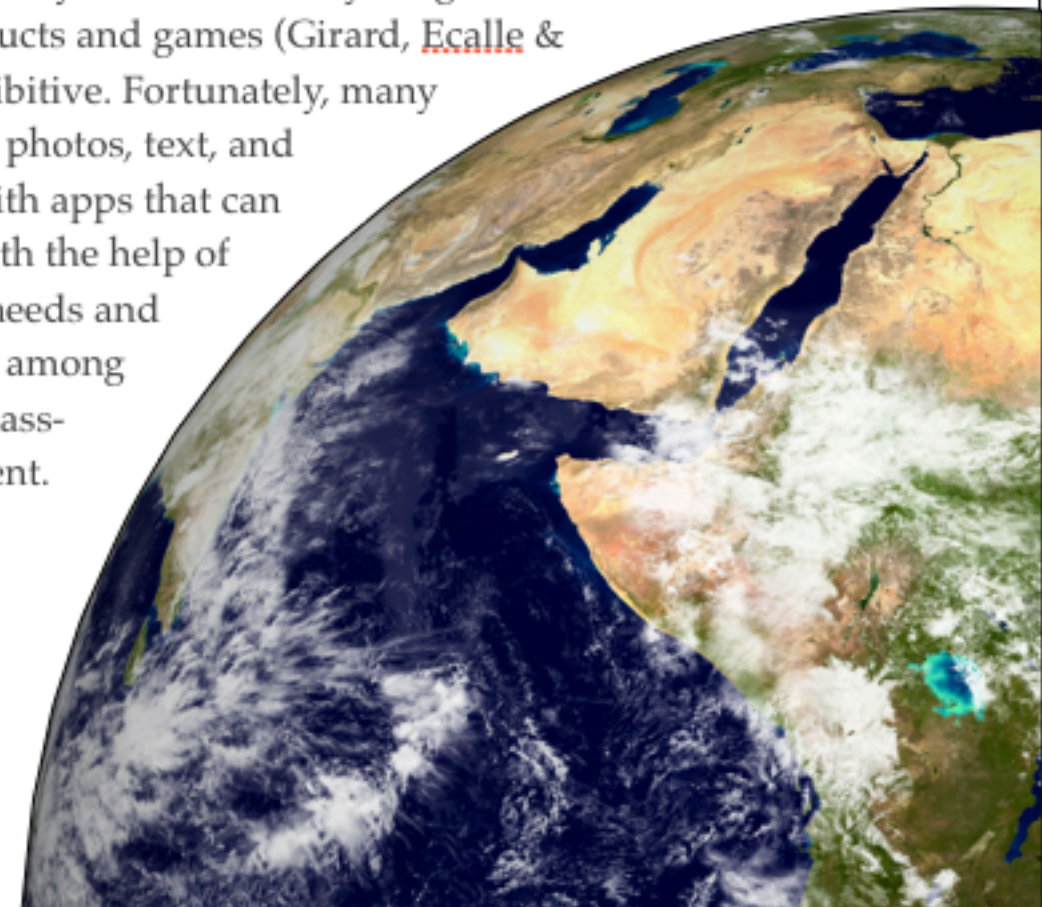 ucts and games (Girard, Ecalle &
ibitive. Fortunately, many
photos, text, and
ith apps that can
th the help of
needs and
among
ass-
ent.